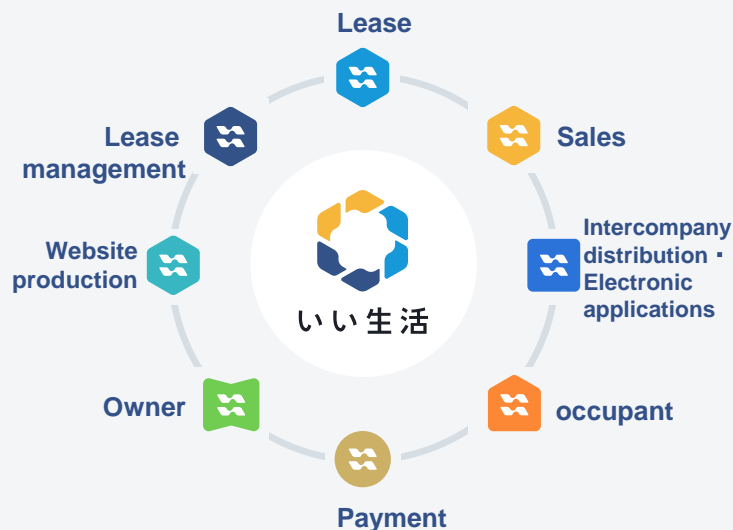 Lease
Sales
Intercompany
distribution・
Electronic
applications
occupant
Payment
Owner
Website
production
Lease
management
いい生活